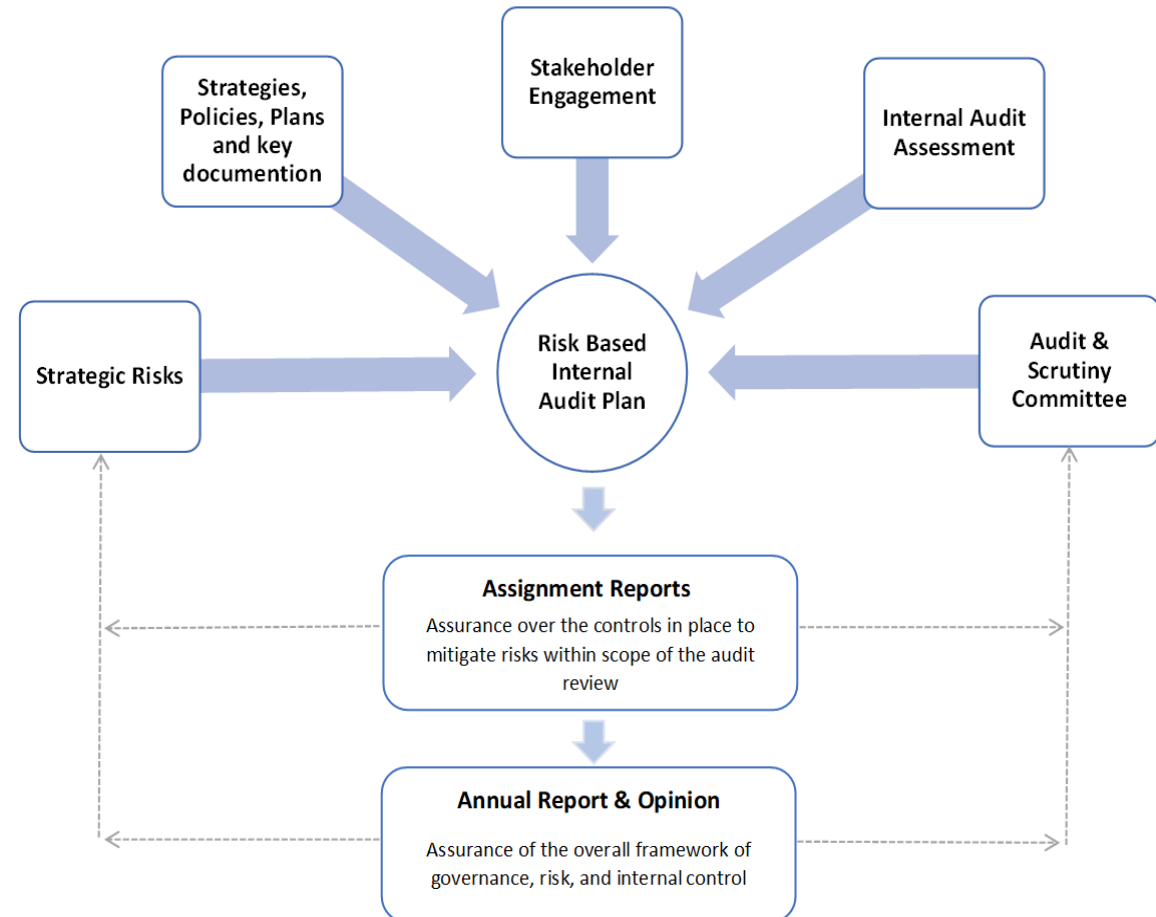 Stakeholder
Engagement
Strategies,
Policies, Plans
and key
documention
Internal Audit
Assessment
Strategic Risks
Risk Based
Internal
Audit Plan
Audit &
Scrutiny
Committee
Assignment Reports
Assurance over the controls in place to
mitigate risks within scope of the audit
review
Annual Report & Opinion
Assurance of the overall framework of
governance, risk, and internal control